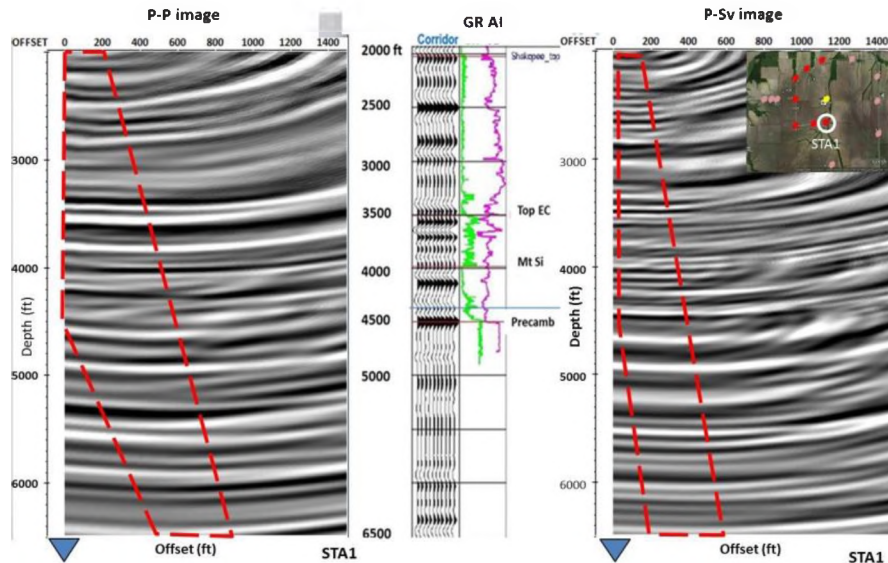 P-P image
OFFSET 0 200 400 600 800 1000 1200 1400
3000
4000
5000
6000
Depth (ft)
Offset (ft)
STA1
GR AI
Corridor
Shakopee_top
2000 ft
2500
3000
3500
4000
4500
5000
6500
Top EC
Mt Si
Precamb
P-Sv image
OFFSET 0 200 400 600 800 1000 1200 1400
STA1
3000
4000
5000
6000
Depth (ft)
Offset (ft)
STA1